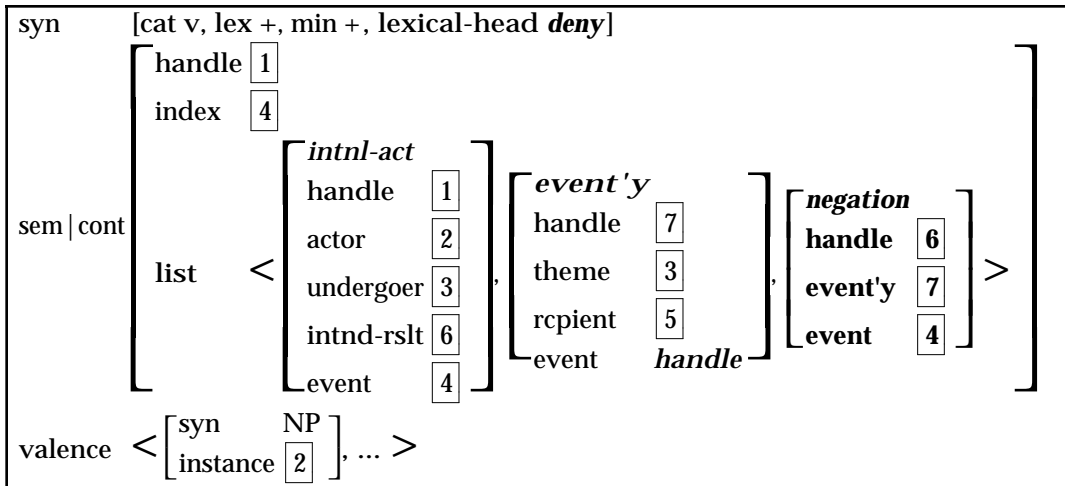 syn [cat v, lex +, min +, lexical-head deny]
handle 1
index 4
sem|cont
list < intnl-act
handle 1
actor 2
undergoer 3
intnd-rslt 6
event 4
,
event'y
handle 7
theme 3
rcpient 5
event handle
,
negation
handle 6
event'y 7
event 4
>
valence < syn NP
instance 2
, ... >